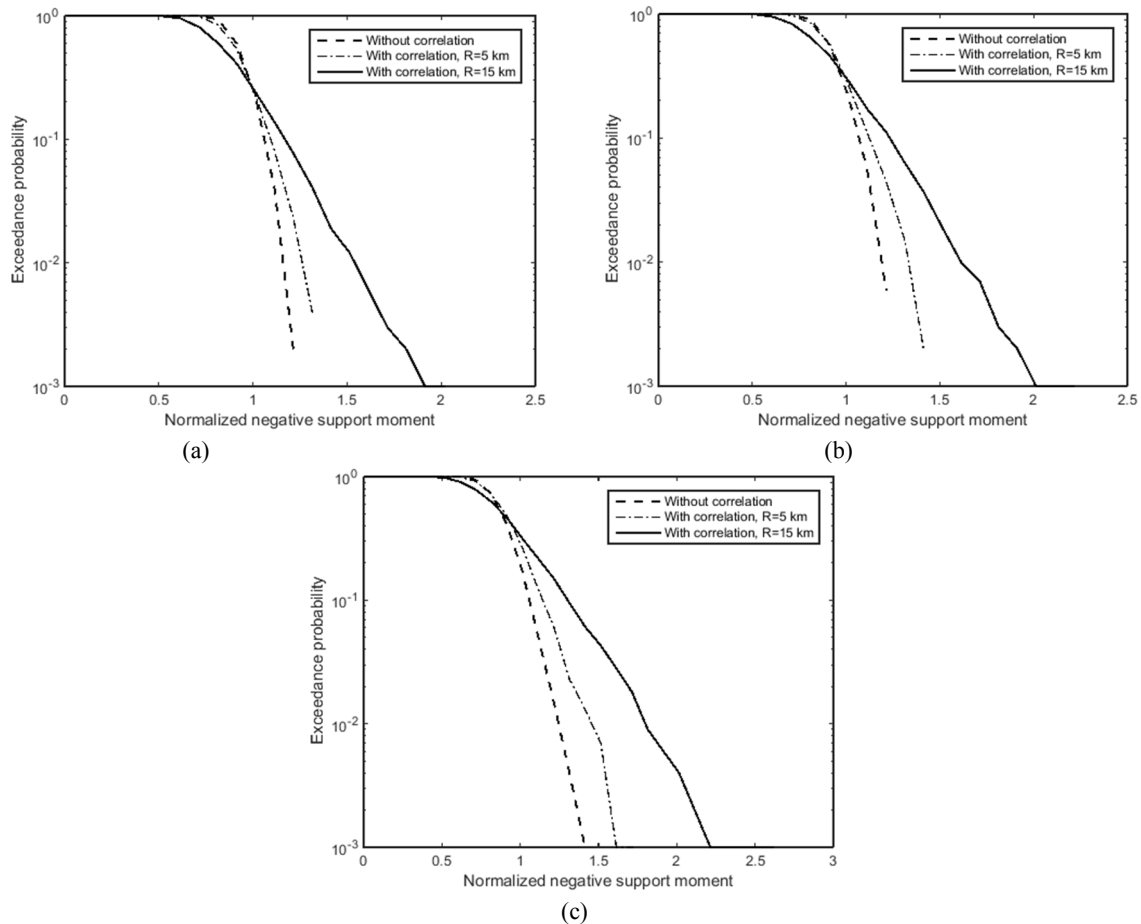 10^0
10^-1
10^-2
10^-3
Exceedance probability
Without correlation
With correlation, R=5 km
With correlation, R=15 km
0 0.5 1 1.5 2 2.5
Normalized negative support moment
(a)
10^0
10^-1
10^-2
10^-3
Exceedance probability
Without correlation
With correlation, R=5 km
With correlation, R=15 km
0 0.5 1 1.5 2 2.5
Normalized negative support moment
(b)
10^0
10^-1
10^-2
10^-3
Exceedance probability
Without correlation
With correlation, R=5 km
With correlation, R=15 km
0 0.5 1 1.5 2 2.5 3
Normalized negative support moment
(c)